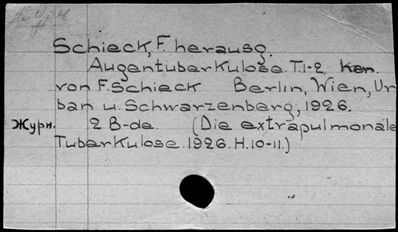 Schieck, F. herausg.
Augentuberkulose. T.1-2.
von F. Schieck Berlin, Wien, Ur
ban u. Schwarzenberg, 1926.
Журн. 2 B-de. (Die extrapulmonale
Tuberkulose. 1926. H.10-11.)